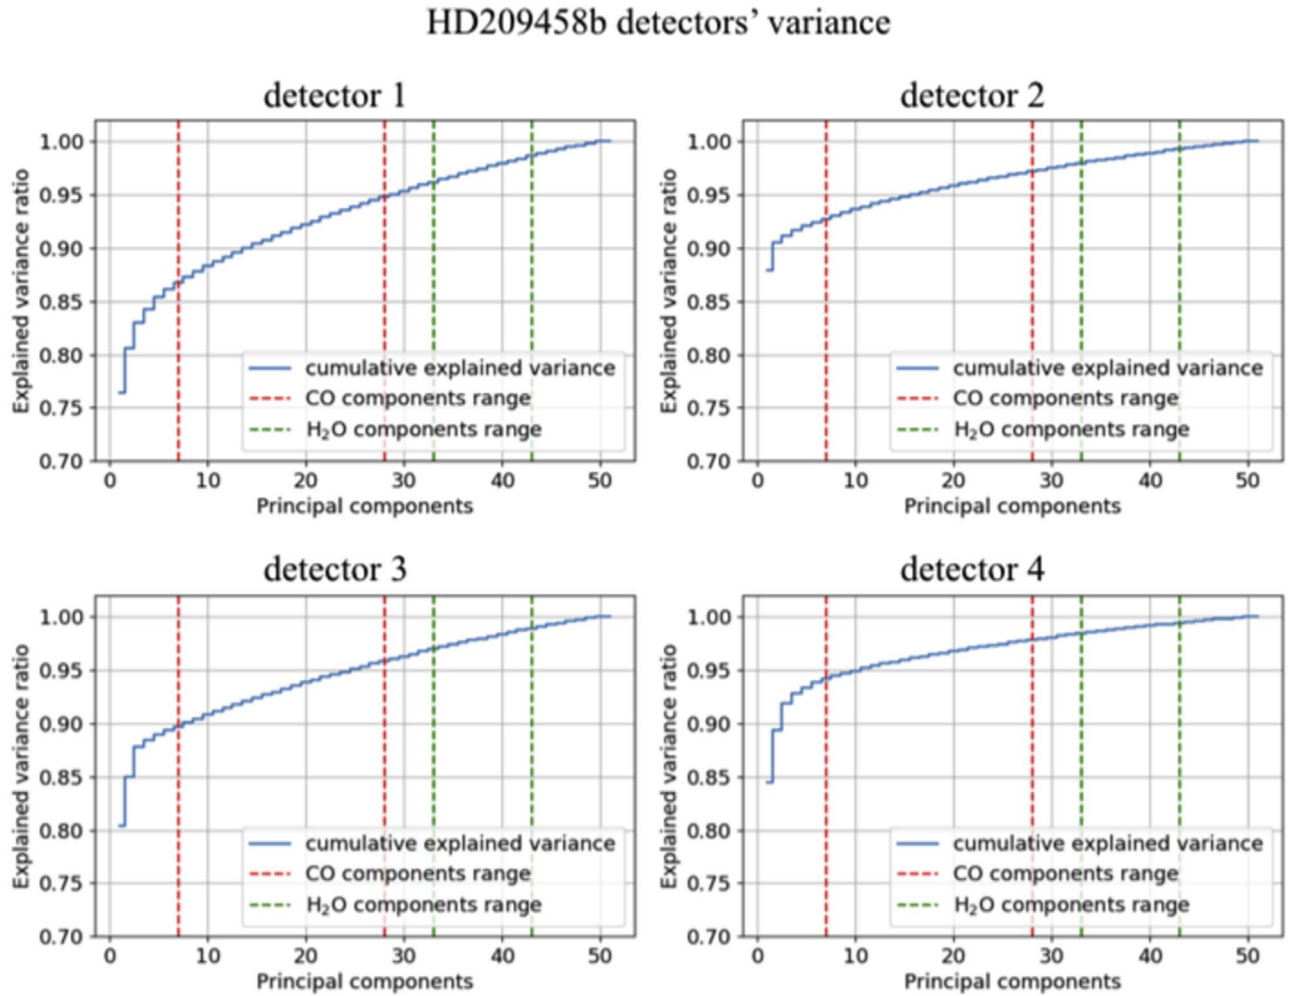 HD209458b detectors’ variance
detector 1
1.00
0.95
0.90
0.85
0.80
0.75
0.70
Explained variance ratio
cumulative explained variance
CO components range
H₂O components range
0 10 20 30 40 50
Principal components
detector 2
1.00
0.95
0.90
0.85
0.80
0.75
0.70
Explained variance ratio
cumulative explained variance
CO components range
H₂O components range
0 10 20 30 40 50
Principal components
detector 3
1.00
0.95
0.90
0.85
0.80
0.75
0.70
Explained variance ratio
cumulative explained variance
CO components range
H₂O components range
0 10 20 30 40 50
Principal components
detector 4
1.00
0.95
0.90
0.85
0.80
0.75
0.70
Explained variance ratio
cumulative explained variance
CO components range
H₂O components range
0 10 20 30 40 50
Principal components